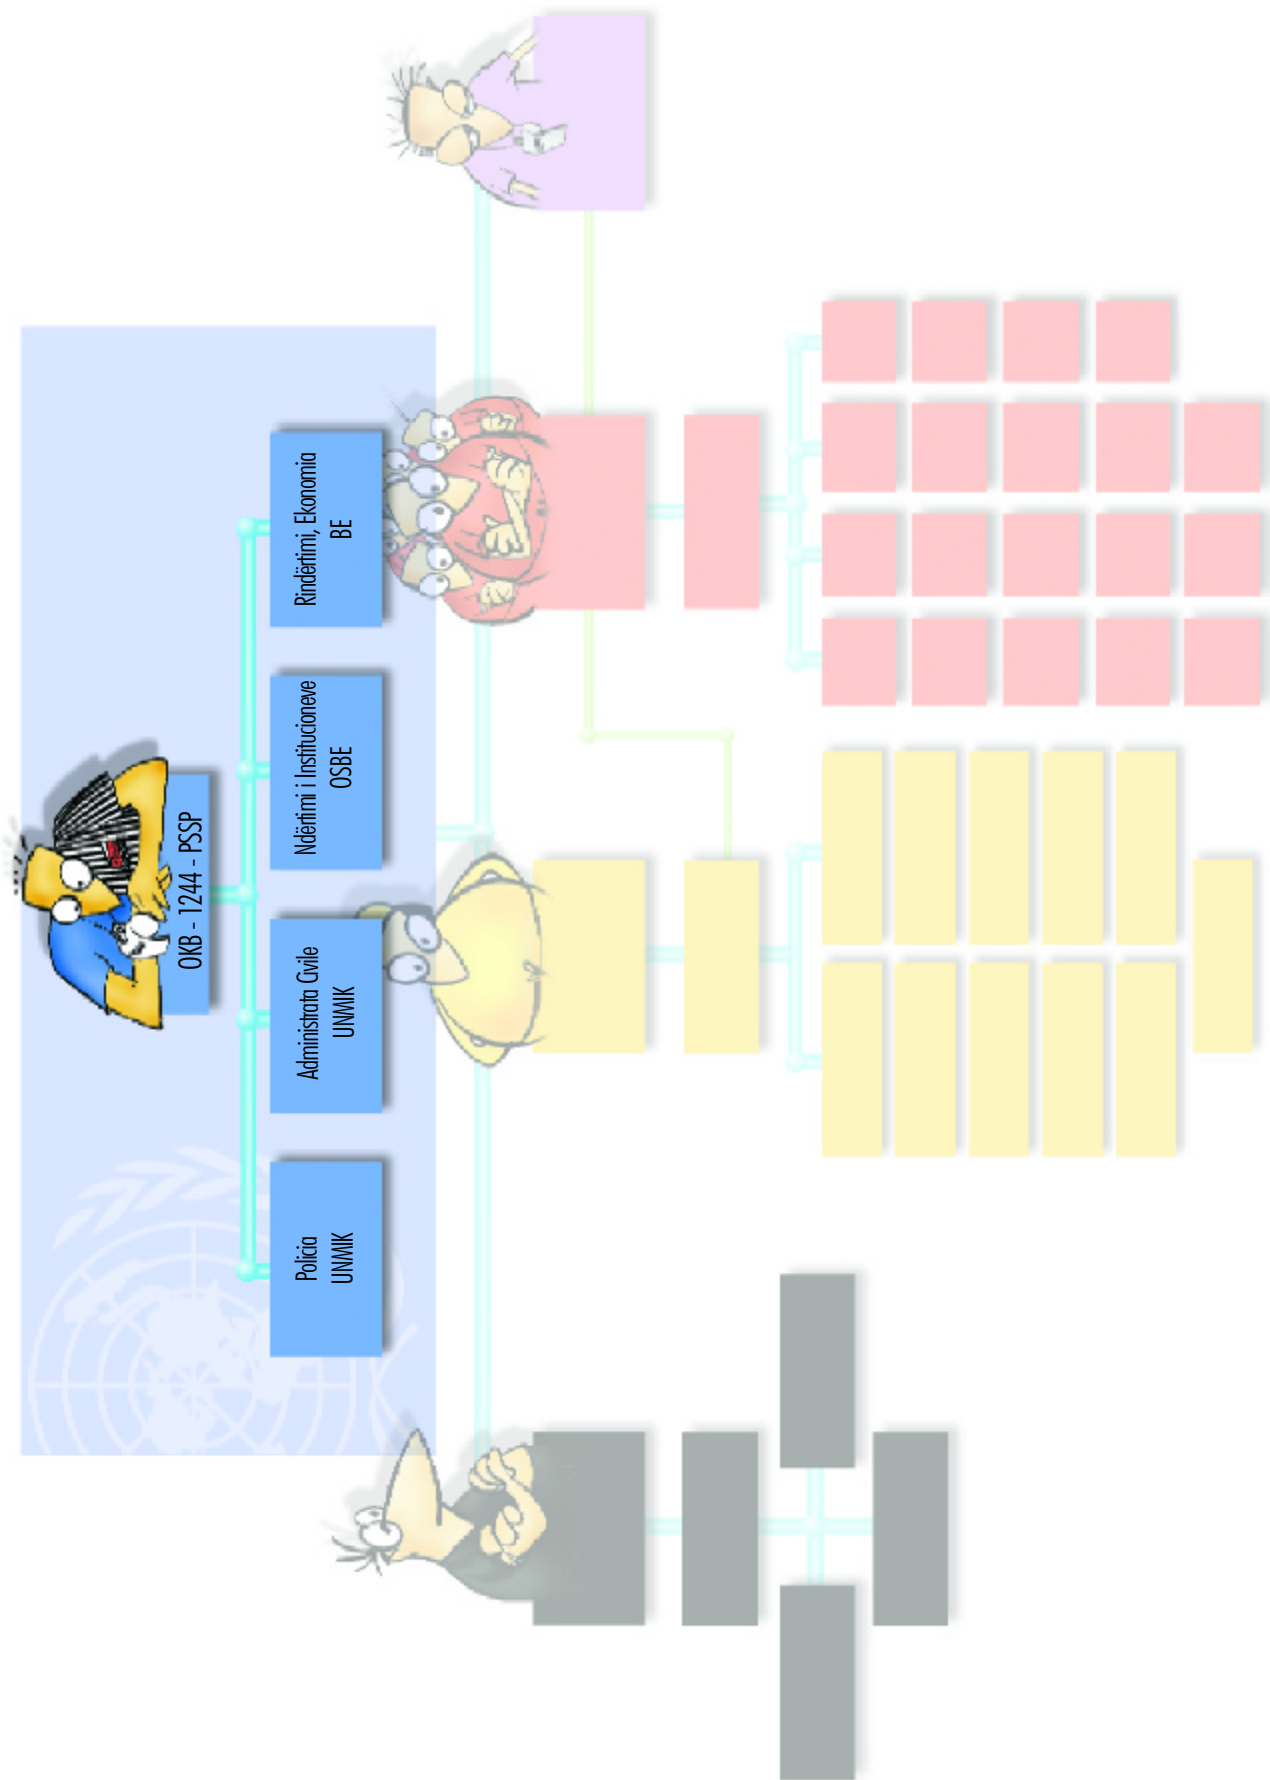 OKB - 1244 - PSSP
Policia
UNMIK
Administrata Civile
UNMIK
Ndërtimi i Institucioneve
OSBE
Rindërtimi, Ekonomia
BE